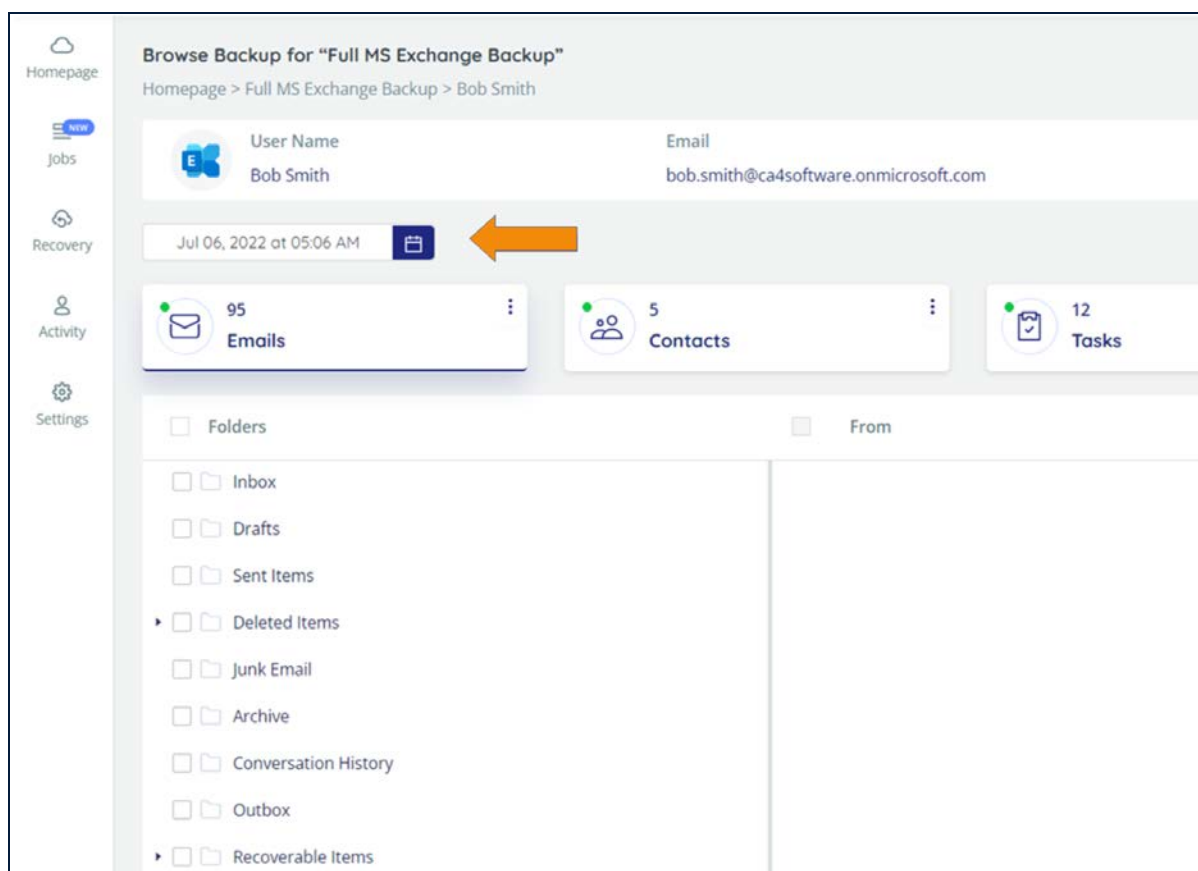 Homepage
NEW
Jobs
Recovery
Activity
Settings
Browse Backup for “Full MS Exchange Backup”
Homepage > Full MS Exchange Backup > Bob Smith
E
User Name
Bob Smith
Email
bob.smith@ca4software.onmicrosoft.com
Jul 06, 2022 at 05:06 AM
95
Emails
5
Contacts
12
Tasks
Folders
From
Inbox
Drafts
Sent Items
Deleted Items
Junk Email
Archive
Conversation History
Outbox
Recoverable Items